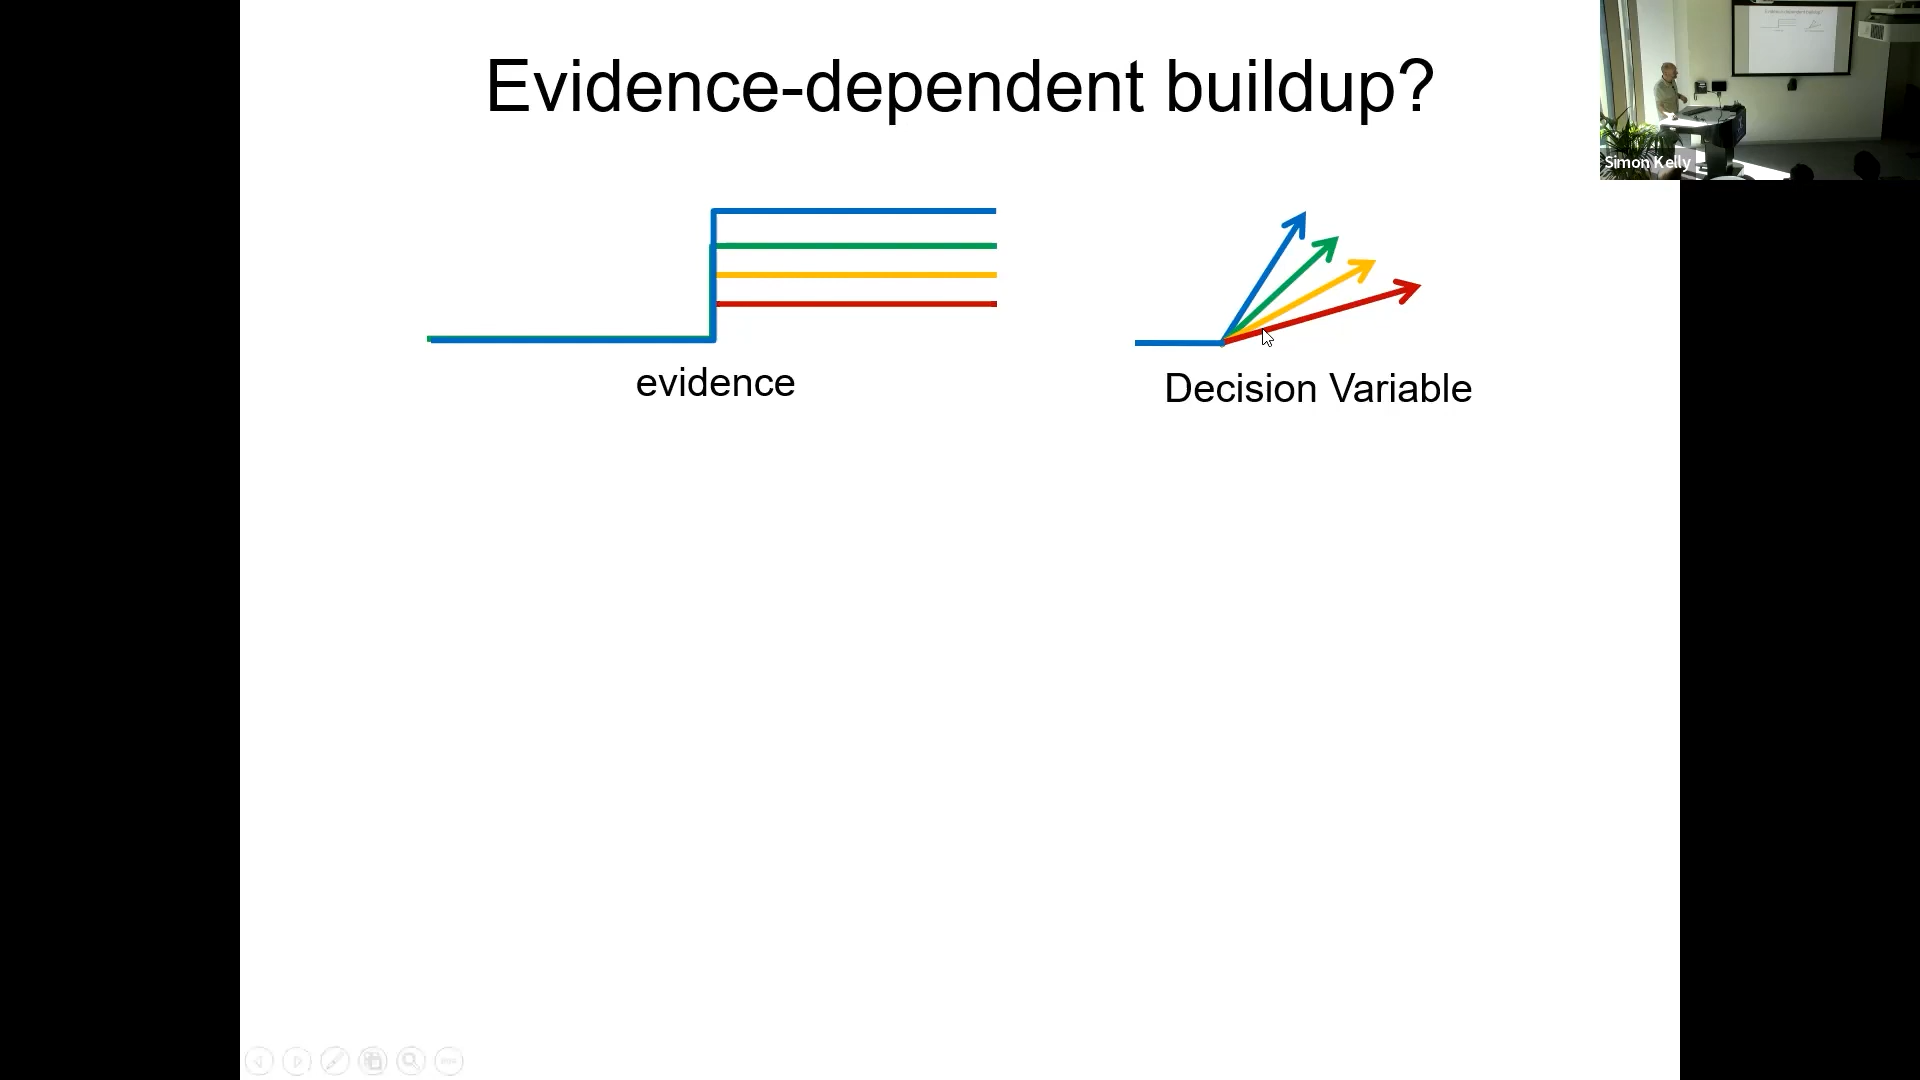 Evidence-dependent buildup?
Simon Kelly
evidence
Decision Variable